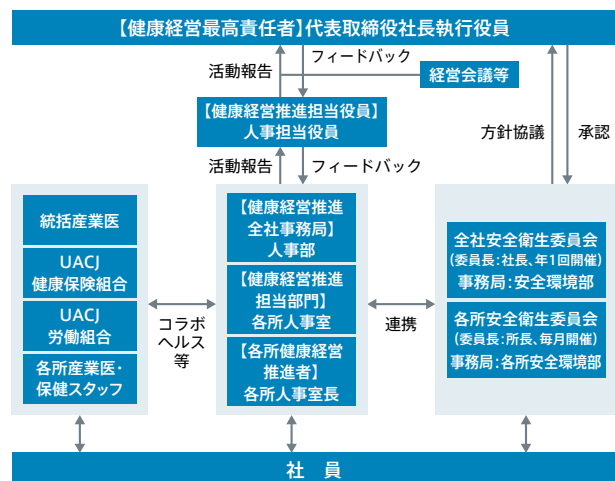 【健康経営最高責任者】代表取締役社長執行役員
活動報告
フィードバック
経営会議等
【健康経営推進担当役員】
人事担当役員
方針協議
承認
活動報告
フィードバック
統括産業医
UACJ
健康保険組合
UACJ
労働組合
各所産業医・
保健スタッフ
コラボ
ヘルス
等
【健康経営推進
全社事務局】
人事部
【健康経営推進
担当部門】
各所人事室
【各所健康経営
推進者】
各所人事室長
連携
全社安全衛生委員会
(委員長:社長、年1回開催)
事務局:安全環境部
各所安全衛生委員会
(委員長:所長、毎月開催)
事務局:各所安全環境部
社 員